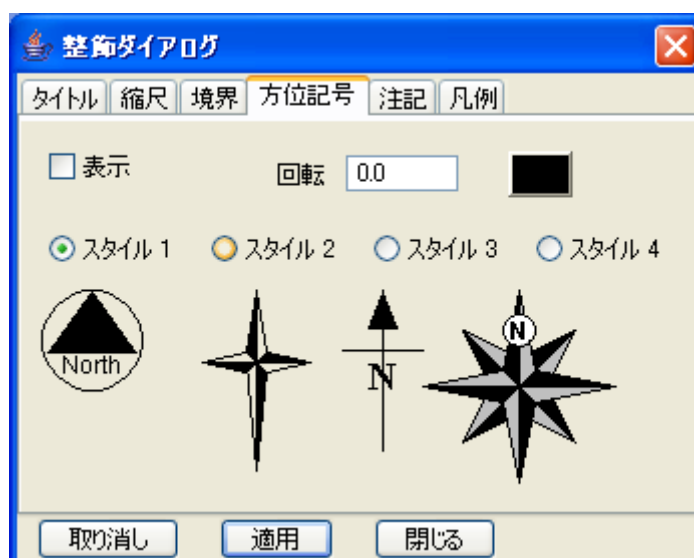 整飾ダイアログ
タイトル 縮尺 境界 方位記号 注記 凡例
表示 回転 0.0
スタイル 1 スタイル 2 スタイル 3 スタイル 4
North N N
取り消し 適用 閉じる